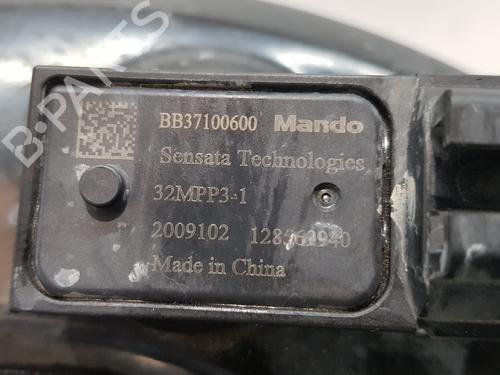 B-PARTS
BB37100600 Mando
Sensata Technologies
32MPP3-1
2009102
Made in China